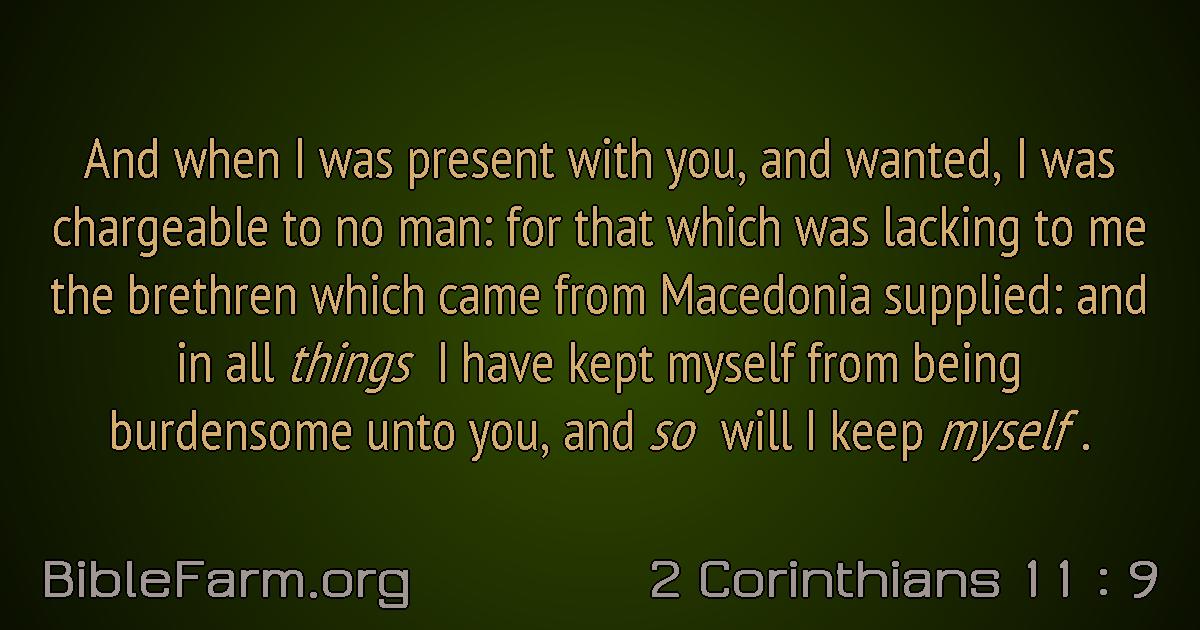 And when I was present with you, and wanted, I was
chargeable to no man: for that which was lacking to me
the brethren which came from Macedonia supplied: and
in all things I have kept myself from being
burdensome unto you, and so will I keep myself .
BibleFarm.org
2 Corinthians 11 : 9